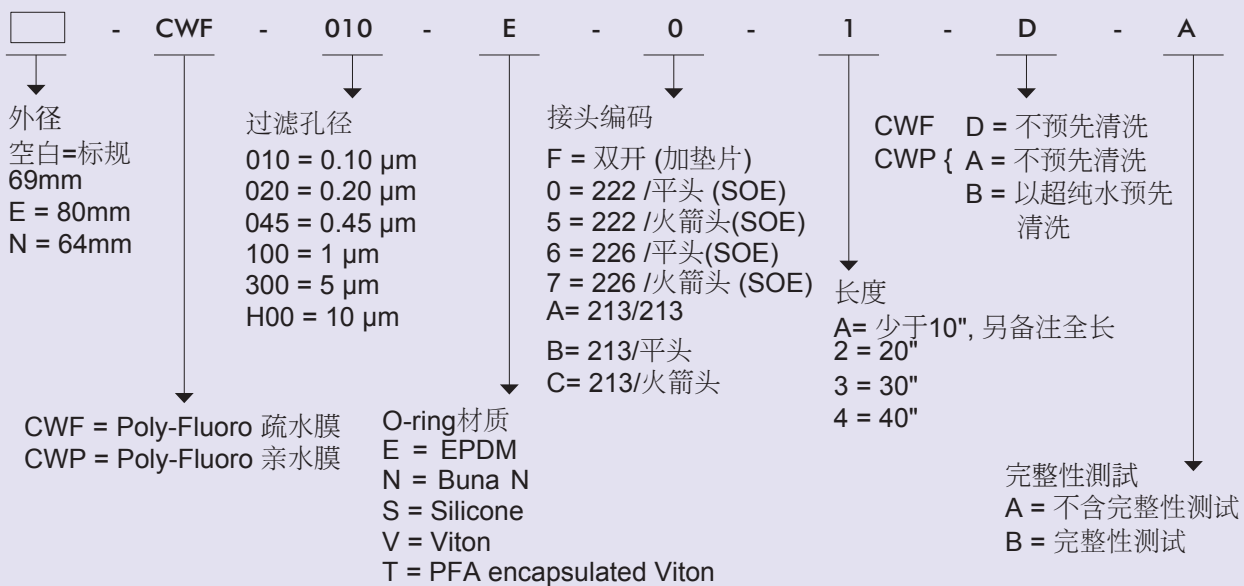 - CWF - 010 - E - 0 - 1 - D - A
外径
空白=标规
69mm
E = 80mm
N = 64mm
过滤孔径
010 = 0.10 µm
020 = 0.20 µm
045 = 0.45 µm
100 = 1 µm
300 = 5 µm
H00 = 10 µm
接头编码
F = 双开 (加垫片)
0 = 222 /平头 (SOE)
5 = 222 /火箭头(SOE)
6 = 226 /平头(SOE)
7 = 226 /火箭头 (SOE)
A= 213/213
B= 213/平头
C= 213/火箭头
CWF D = 不预先清洗
CWP { A = 不预先清洗
B = 以超纯水预先
清洗
长度
A= 少于10", 另备注全长
2 = 20"
3 = 30"
4 = 40"
CWF = Poly-Fluoro 疏水膜
CWP = Poly-Fluoro 亲水膜
O-ring材质
E = EPDM
N = Buna N
S = Silicone
V = Viton
T = PFA encapsulated Viton
完整性測試
A = 不含完整性测试
B = 完整性测试